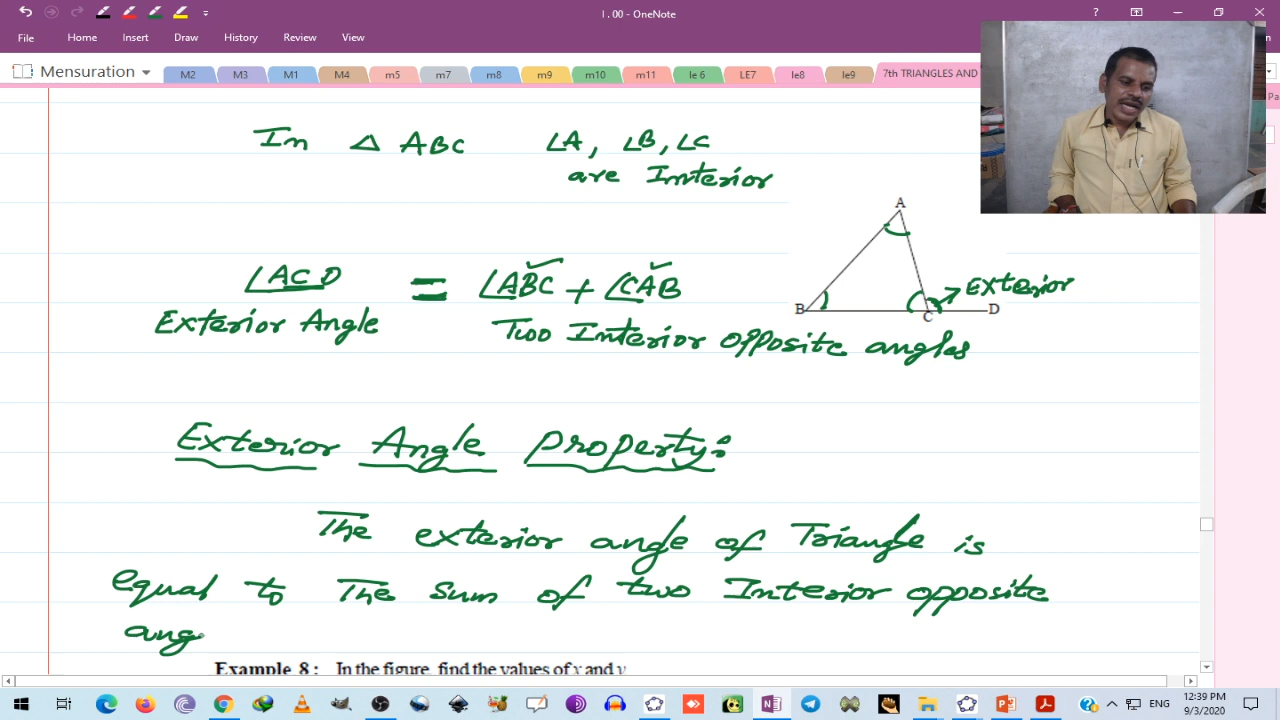 1.00 - OneNote
File Home Insert Draw History Review View
Mensuration M2 M3 M1 M4 m5 m7 m8 m9 m10 m11 le 6 LE7 le8 le9 7th TRIANGLES AND
In △ ABC ∠A, ∠B, ∠C
are Interior
A
∠ACD = ∠ABC + ∠CAB
EXterior
B C D
Exterior Angle Two Interior opposite angles
Exterior Angle Property:
The exterior angle of Triangle is
equal to The sum of two Interior opposite
ang
Example 8 : In the figure, find the values of x and y
ENG 12:39 PM
9/3/2020